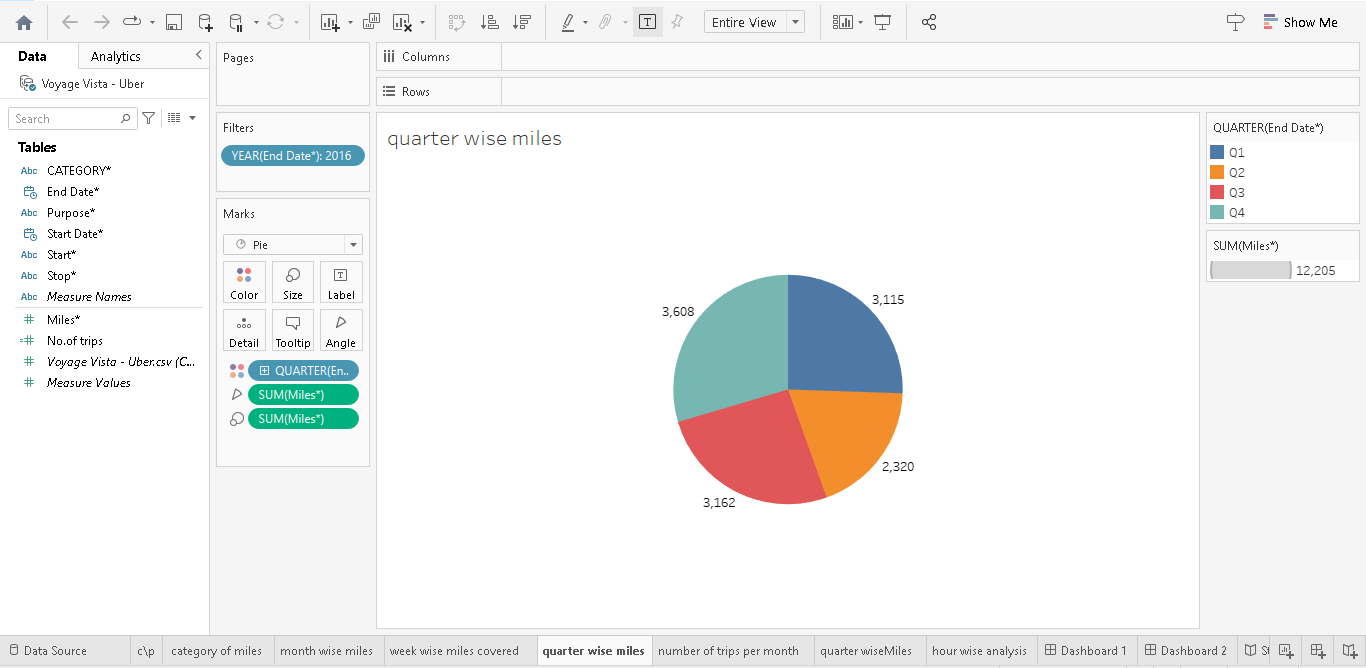 Entire View
Show Me
Data
Analytics
Voyage Vista - Uber
Search
Tables
Abc CATEGORY*
End Date*
Abc Purpose*
Start Date*
Abc Start*
Abc Stop*
Abc Measure Names
# Miles*
=# No.of trips
# Voyage Vista - Uber.csv (C...
# Measure Values
Pages
Filters
YEAR(End Date*): 2016
Marks
Pie
Color Size Label
Detail Tooltip Angle
QUARTER(En..
SUM(Miles*)
SUM(Miles*)
Columns
Rows
quarter wise miles
3,115
3,608
2,320
3,162
QUARTER(End Date*)
Q1
Q2
Q3
Q4
SUM(Miles*)
12,205
Data Source c\p category of miles month wise miles week wise miles covered quarter wise miles number of trips per month quarter wiseMiles hour wise analysis Dashboard 1 Dashboard 2